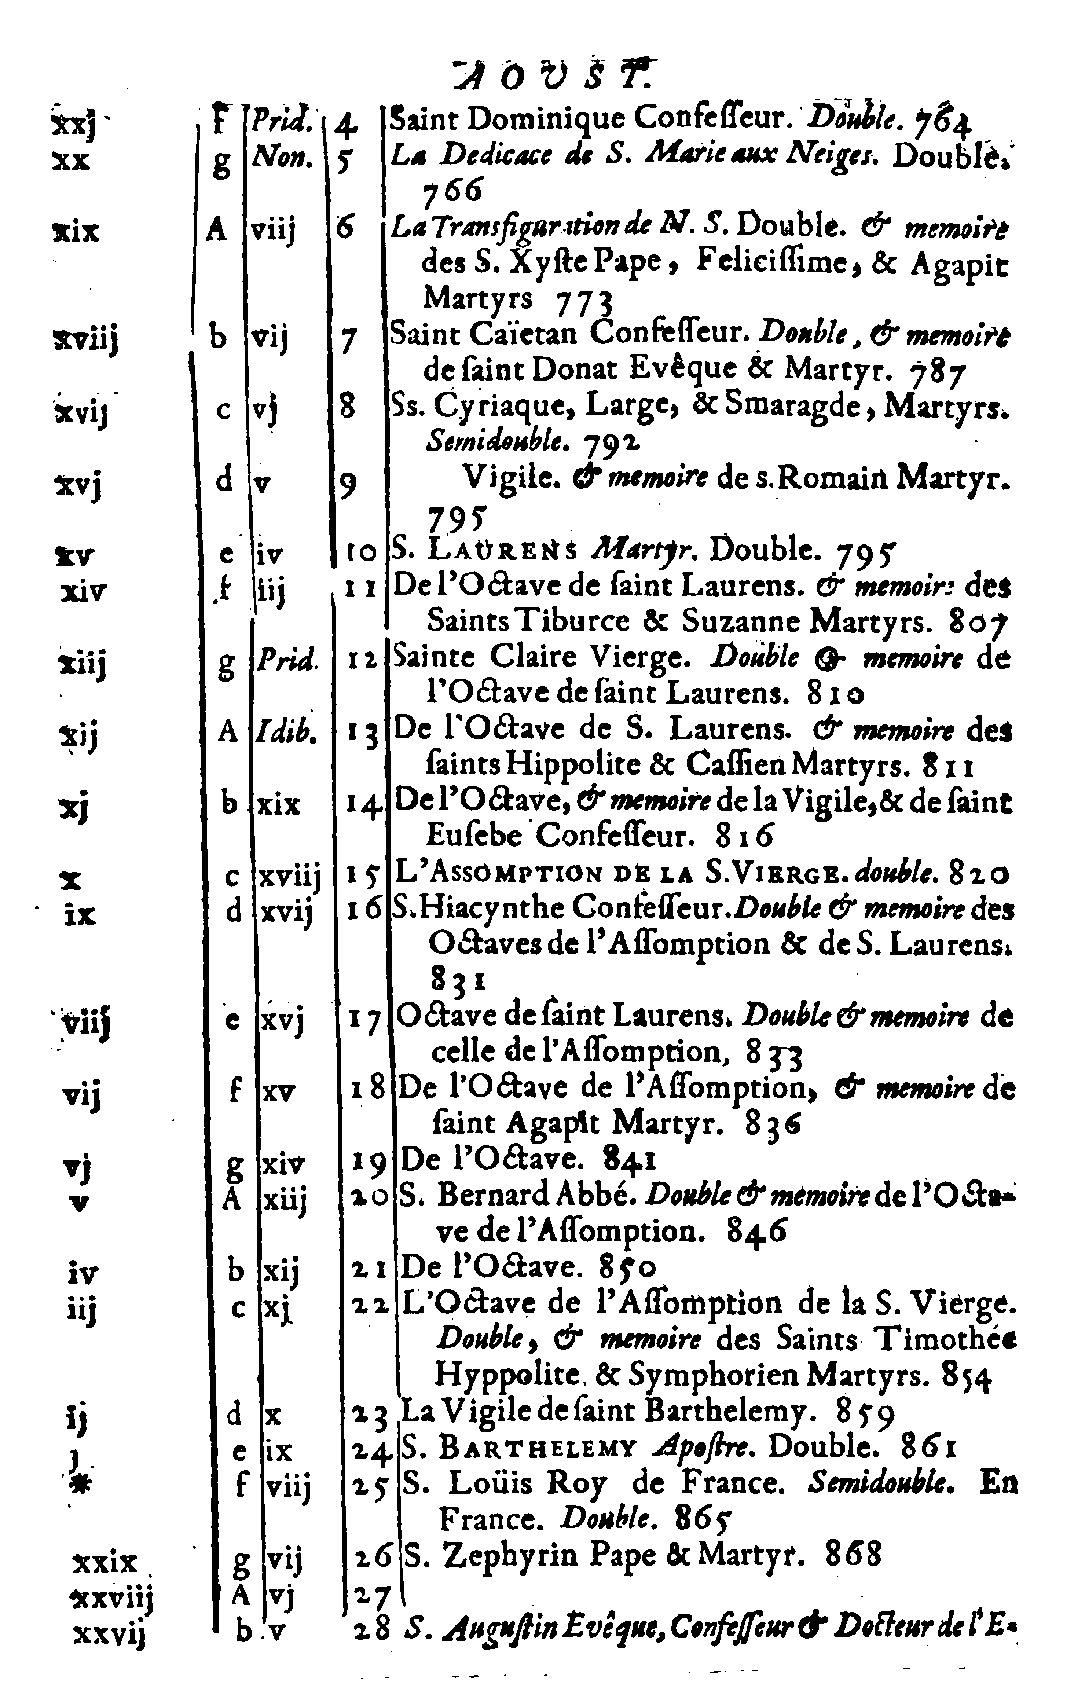 AOUST.
xxj f Prid. 4 Saint Dominique Confeſſeur. Double. 764
xx g Non. 5 La Dedicace de S. Marie aux Neiges. Double.
766
xix A viij 6 La Transfiguration de N. S. Double. & memoire
des S. Xyſte Pape, Feliciſſime, & Agapit
Martyrs 773
xviij b vij 7 Saint Caïetan Confeſſeur. Double, & memoire
de ſaint Donat Evêque & Martyr. 787
xvij c vj 8 Ss. Cyriaque, Large, & Smaragde, Martyrs.
Semidouble. 792
xvj d v 9 Vigile. & memoire de s. Romain Martyr.
795
xv e iv 10 S. LAURENS Martyr. Double. 795
xiv f iij 11 De l'Octave de ſaint Laurens. & memoire des
Saints Tiburce & Suzanne Martyrs. 807
xiij g Prid. 12 Sainte Claire Vierge. Double & memoire de
l'Octave de ſaint Laurens. 810
xij A Idib. 13 De l'Octave de S. Laurens. & memoire des
ſaints Hippolite & Caſſien Martyrs. 811
xj b xix 14 De l'Octave, & memoire de la Vigile, & de ſaint
Euſebe Confeſſeur. 816
x c xviij 15 L'ASSOMPTION DE LA S. VIERGE. double. 820
ix d xvij 16 S. Hiacynthe Confeſſeur. Double & memoire des
Octaves de l'Aſſomption & de S. Laurens.
831
viij e xvj 17 Octave de ſaint Laurens. Double & memoire de
celle de l'Aſſomption, 833
vij f xv 18 De l'Octave de l'Aſſomption, & memoire de
ſaint Agapit Martyr. 836
vj g xiv 19 De l'Octave. 841
v A xiij 20 S. Bernard Abbé. Double & memoire de l'Octa-
ve de l'Aſſomption. 846
iv b xij 21 De l'Octave. 850
iij c xj 22 L'Octave de l'Aſſomption de la S. Vierge.
Double, & memoire des Saints Timothée
Hyppolite, & Symphorien Martyrs. 854
ij d x 23 La Vigile de ſaint Barthelemy. 859
j e ix 24 S. BARTHELEMY Apoſtre. Double. 861
* f viij 25 S. Loüis Roy de France. Semidouble. En
France. Double. 865
xxix g vij 26 S. Zephyrin Pape & Martyr. 868
xxviij A vj 27
xxvij b v 28 S. Auguſtin Evêque, Confeſſeur & Docteur de l'E-